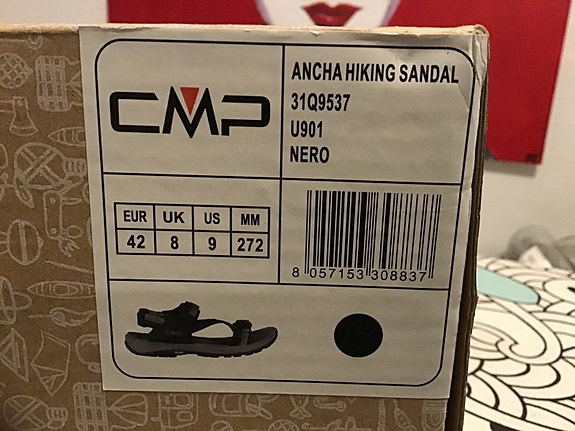 CMP
ANCHA HIKING SANDAL
31Q9537
U901
NERO
EUR UK US MM
42 8 9 272
8 057153 308837